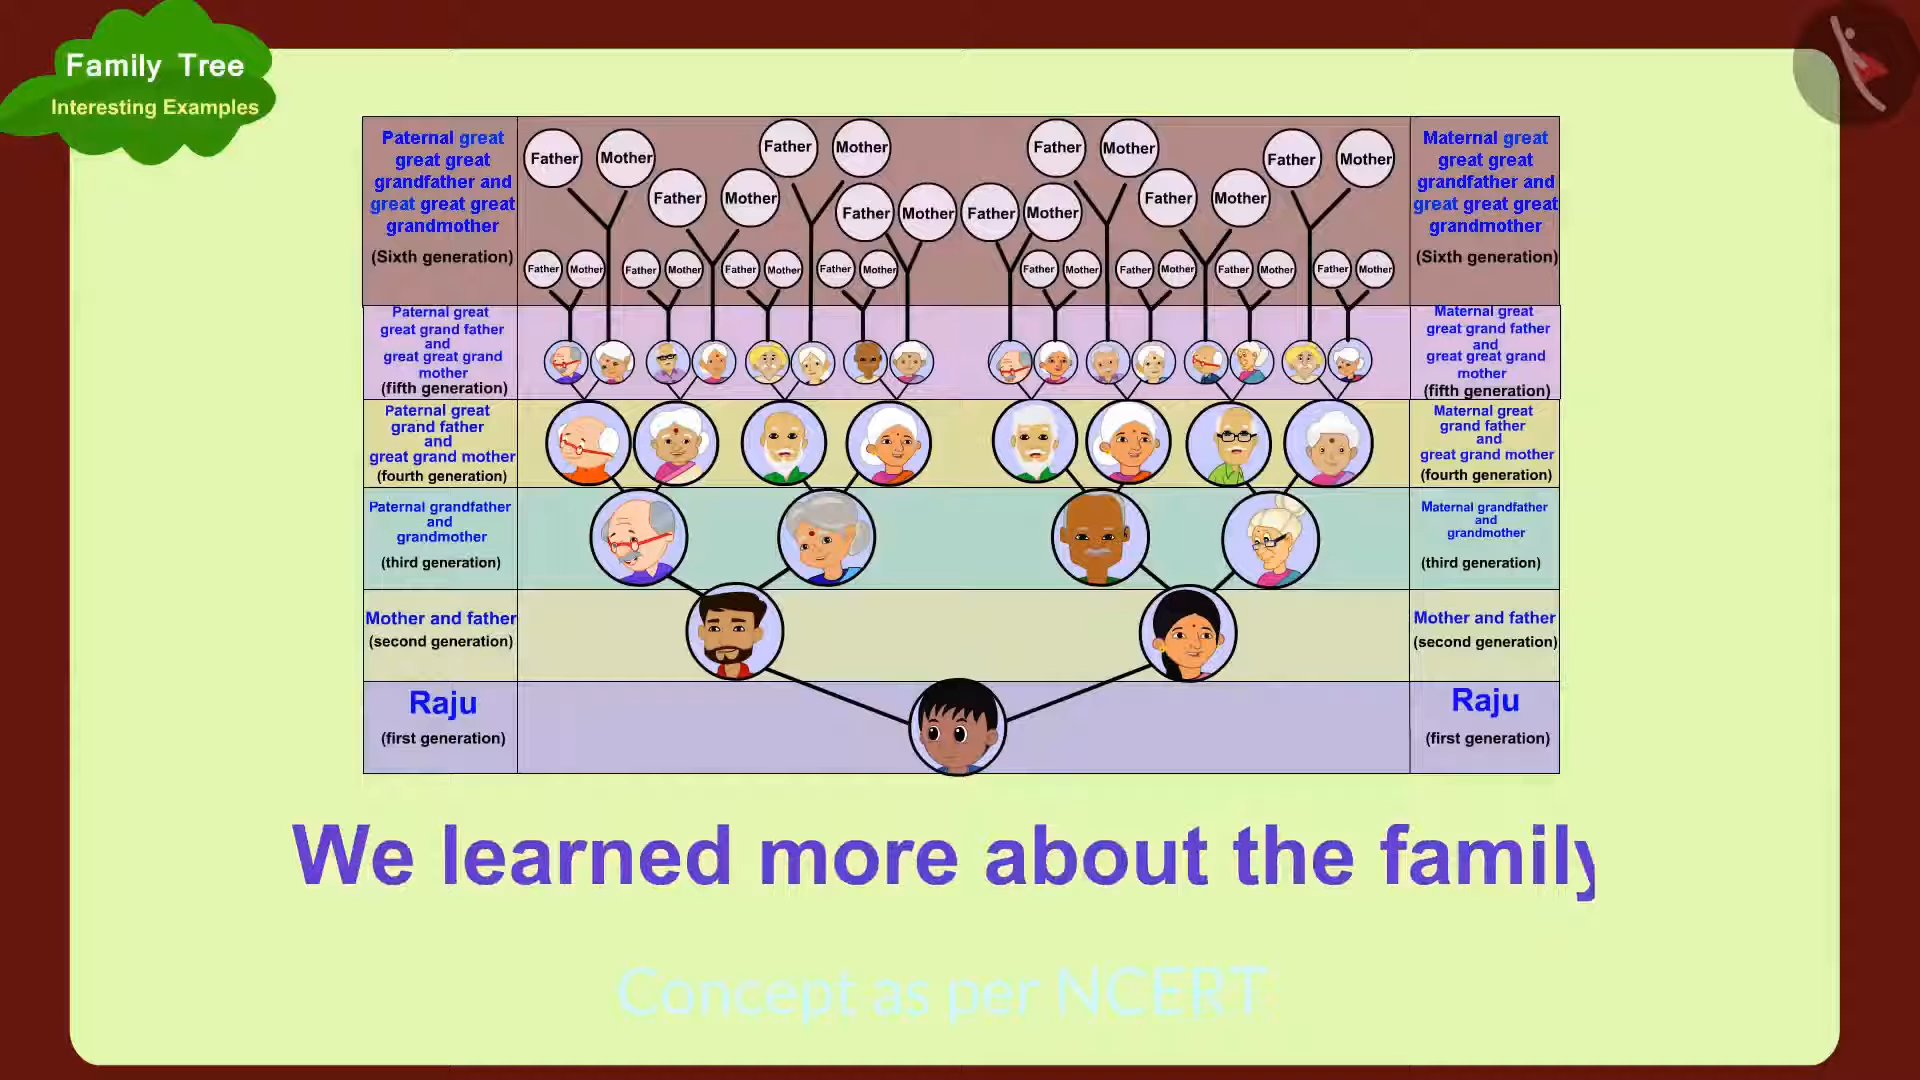 Family Tree
Interesting Examples
Paternal great
great great
grandfather and
great great great
grandmother
(Sixth generation)
Father Mother Father Mother Father Mother Father Mother
Father Mother Father Mother Father Mother Father Mother
Father Mother Father Mother Father Mother Father Mother
Father Mother Father Mother Father Mother Father Mother
Maternal great
great great
grandfather and
great great great
grandmother
(Sixth generation)
Paternal great
great grand father
and
great great grand
mother
(fifth generation)
Maternal great
great grand father
and
great great grand
mother
(fifth generation)
Paternal great
grand father
and
great grand mother
(fourth generation)
Maternal great
grand father
and
great grand mother
(fourth generation)
Paternal grandfather
and
grandmother
(third generation)
Maternal grandfather
and
grandmother
(third generation)
Mother and father
(second generation)
Mother and father
(second generation)
Raju
(first generation)
Raju
(first generation)
We learned more about the family
Concept as per NCERT